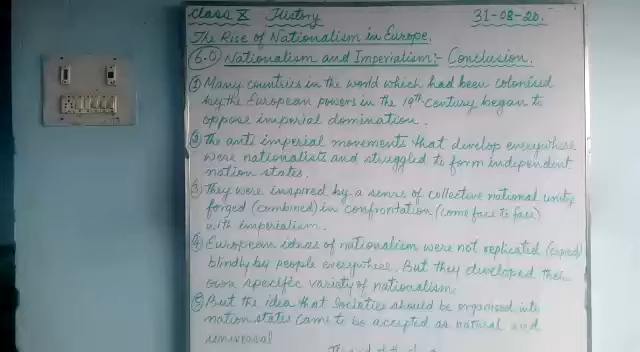 Class X History 31-08-20.
The Rise of Nationalism in Europe.
6.0 Nationalism and Imperialism:- Conclusion.
① Many countries in the world which had been colonised
by the European powers in the 19th century began to
oppose imperial domination.
② The anti imperial movements that develop everywhere
were nationalists and struggled to form independent
nation states.
③ They were inspired by a sense of collective national unity,
forged (combined) in confrontation (come face to face)
with imperialism.
④ European ideas of nationalism were not replicated (copied)
blindly by people everywhere. But they developed their
own specific variety of nationalism.
⑤ But the idea that Societies should be organised into
nation states came to be accepted as natural and
universal
The end of the